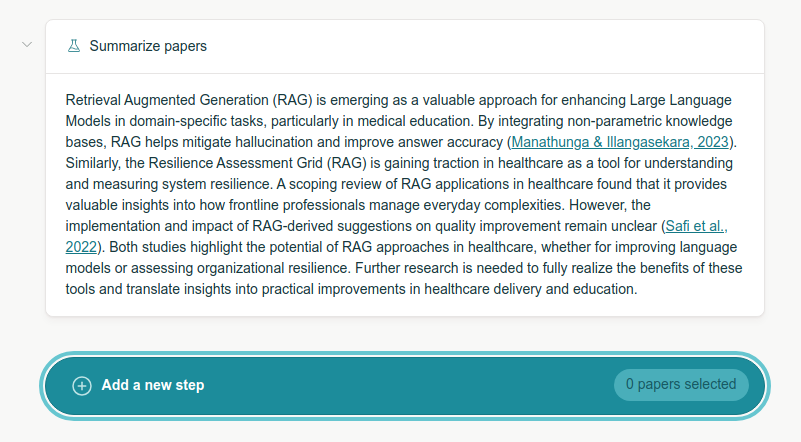 Summarize papers
Retrieval Augmented Generation (RAG) is emerging as a valuable approach for enhancing Large Language
Models in domain-specific tasks, particularly in medical education. By integrating non-parametric knowledge
bases, RAG helps mitigate hallucination and improve answer accuracy (Manathunga & Illangasekara, 2023).
Similarly, the Resilience Assessment Grid (RAG) is gaining traction in healthcare as a tool for understanding
and measuring system resilience. A scoping review of RAG applications in healthcare found that it provides
valuable insights into how frontline professionals manage everyday complexities. However, the
implementation and impact of RAG-derived suggestions on quality improvement remain unclear (Safi et al.,
2022). Both studies highlight the potential of RAG approaches in healthcare, whether for improving language
models or assessing organizational resilience. Further research is needed to fully realize the benefits of these
tools and translate insights into practical improvements in healthcare delivery and education.
Add a new step
0 papers selected